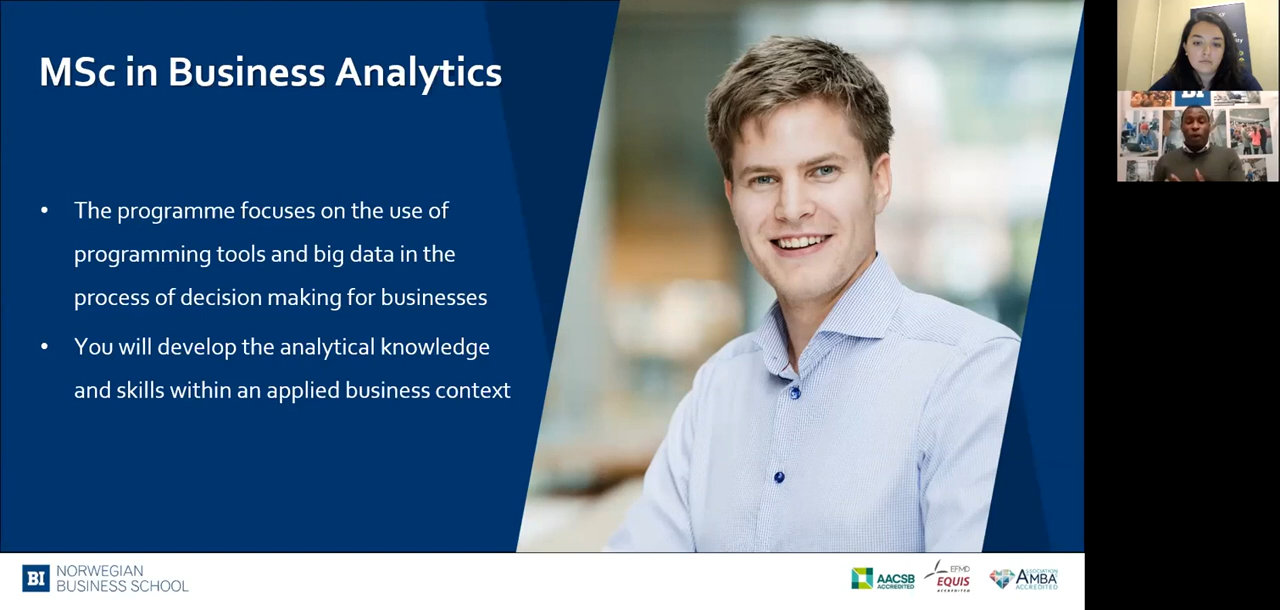 MSc in Business Analytics
• The programme focuses on the use of
programming tools and big data in the
process of decision making for businesses
• You will develop the analytical knowledge
and skills within an applied business context
BI NORWEGIAN
BUSINESS SCHOOL
AACSB
ACCREDITED
EFMD
EQUIS
ACCREDITED
ASSOCIATION
AMBA
ACCREDITED
BI